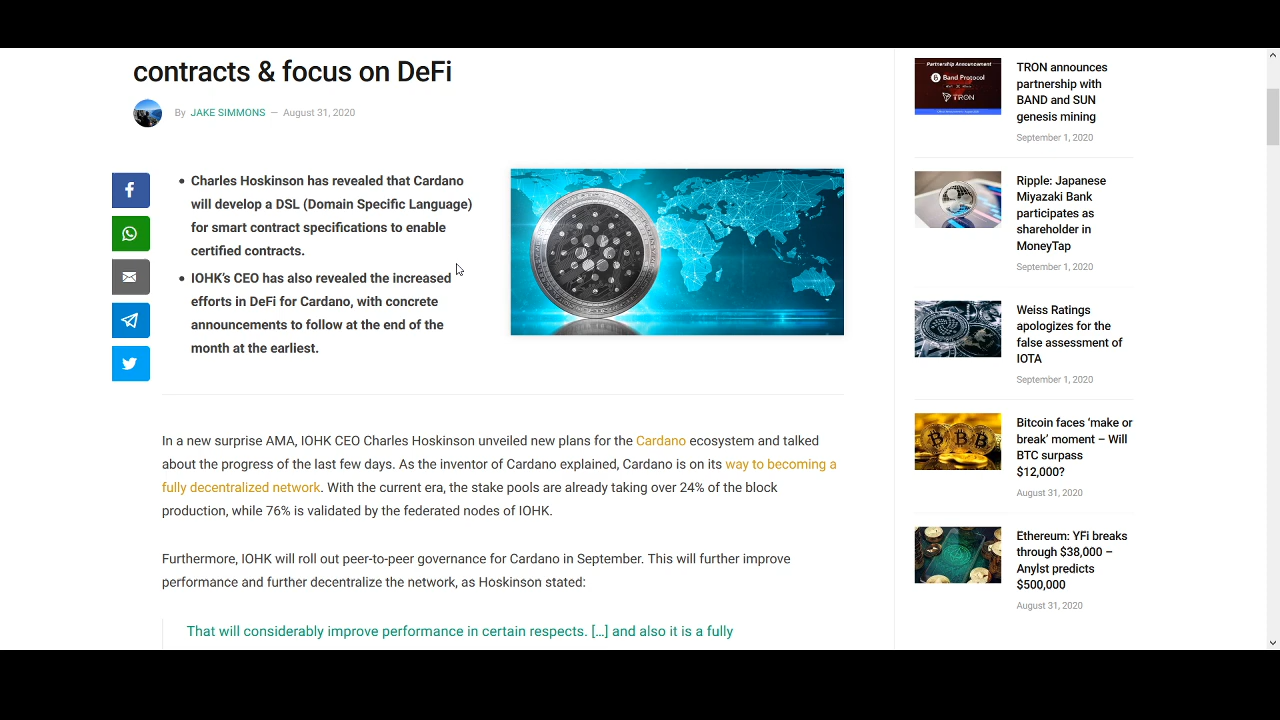 contracts & focus on DeFi
By JAKE SIMMONS — August 31, 2020
Charles Hoskinson has revealed that Cardano
will develop a DSL (Domain Specific Language)
for smart contract specifications to enable
certified contracts.
IOHK's CEO has also revealed the increased
efforts in DeFi for Cardano, with concrete
announcements to follow at the end of the
month at the earliest.
In a new surprise AMA, IOHK CEO Charles Hoskinson unveiled new plans for the Cardano ecosystem and talked
about the progress of the last few days. As the inventor of Cardano explained, Cardano is on its way to becoming a
fully decentralized network. With the current era, the stake pools are already taking over 24% of the block
production, while 76% is validated by the federated nodes of IOHK.
Furthermore, IOHK will roll out peer-to-peer governance for Cardano in September. This will further improve
performance and further decentralize the network, as Hoskinson stated:
That will considerably improve performance in certain respects. […] and also it is a fully
Partnership Announcement
Band Protocol
TRON
TRON announces
partnership with
BAND and SUN
genesis mining
September 1, 2020
Ripple: Japanese
Miyazaki Bank
participates as
shareholder in
MoneyTap
September 1, 2020
Weiss Ratings
apologizes for the
false assessment of
IOTA
September 1, 2020
Bitcoin faces ‘make or
break’ moment – Will
BTC surpass
$12,000?
August 31, 2020
Ethereum: YFi breaks
through $38,000 –
Anylst predicts
$500,000
August 31, 2020